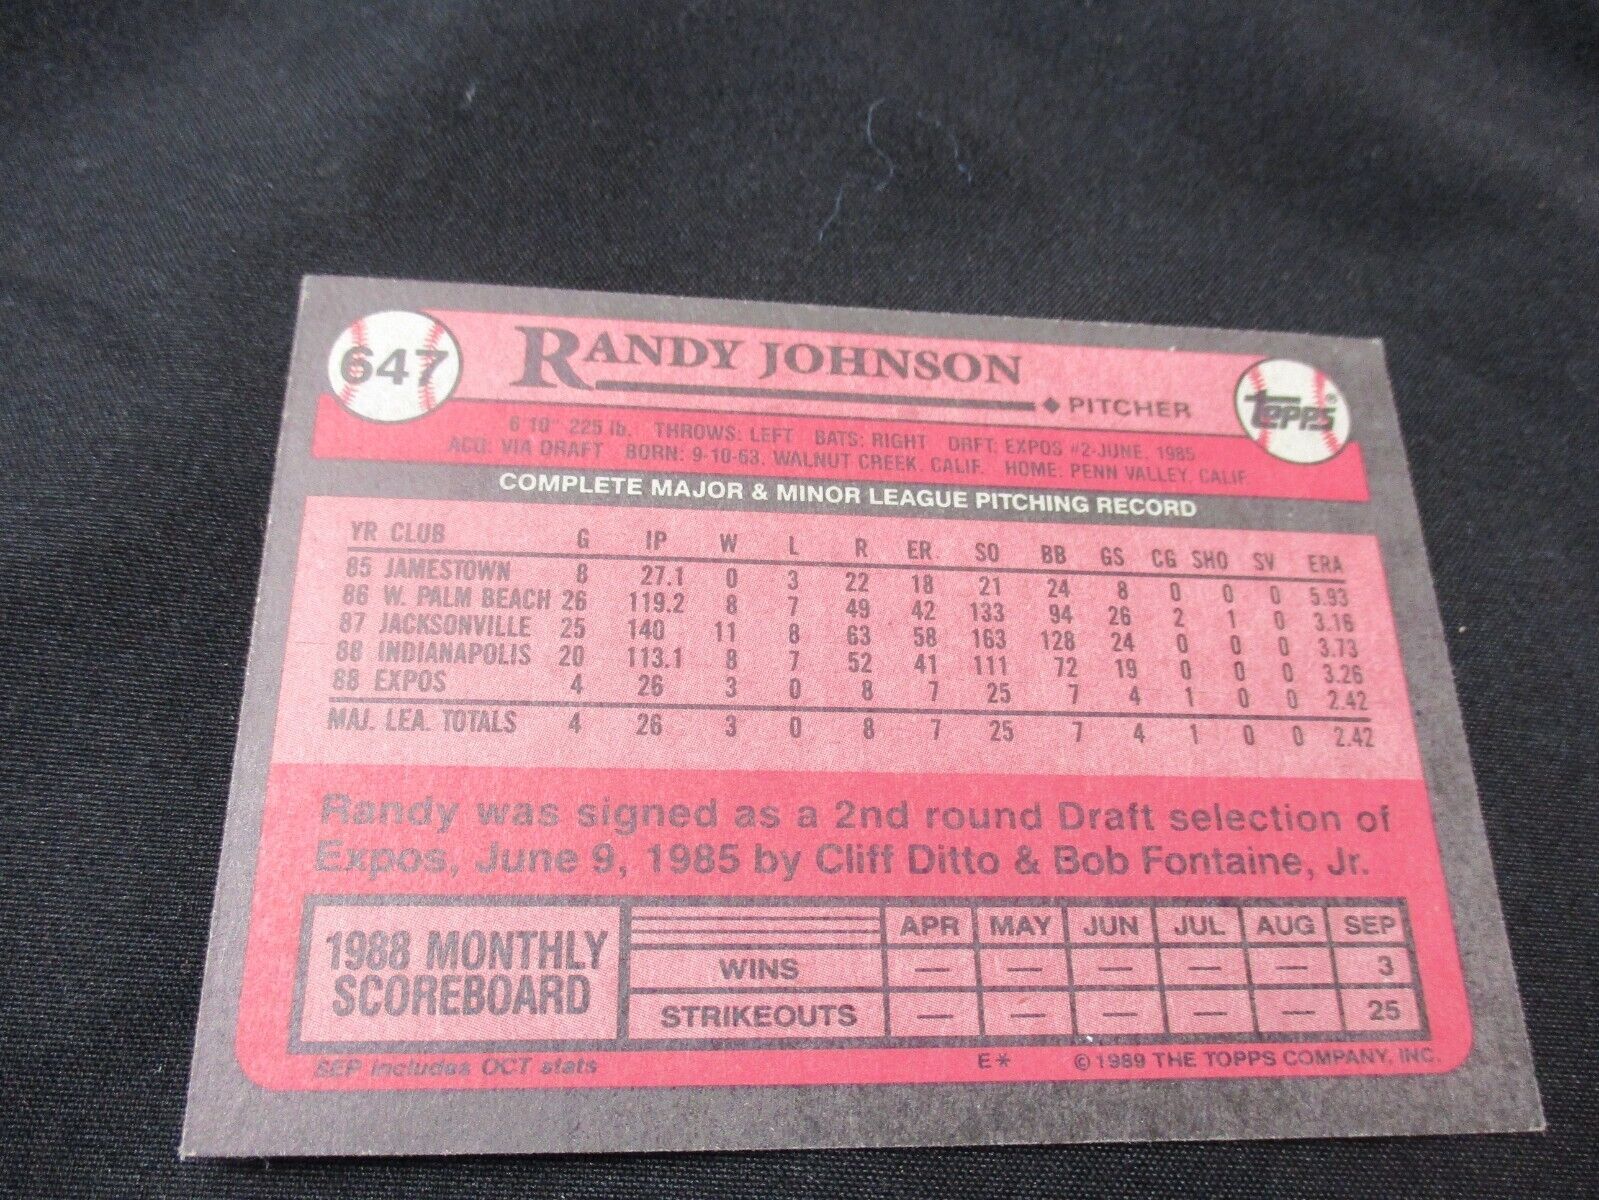 647
RANDY JOHNSON
PITCHER
Topps®
6'10" 225 lb. THROWS: LEFT BATS: RIGHT DRFT: EXPOS #2-JUNE, 1985
ACQ: VIA DRAFT BORN: 9-10-63, WALNUT CREEK, CALIF. HOME: PENN VALLEY, CALIF.
COMPLETE MAJOR & MINOR LEAGUE PITCHING RECORD
YR CLUB G IP W L R ER SO BB GS CG SHO SV ERA
85 JAMESTOWN 8 27.1 0 3 22 18 21 24 8 0 0 0 5.93
86 W. PALM BEACH 26 119.2 8 7 49 42 133 94 26 2 1 0 3.16
87 JACKSONVILLE 25 140 11 8 63 58 163 128 24 0 0 0 3.73
88 INDIANAPOLIS 20 113.1 8 7 52 41 111 72 19 0 0 0 3.26
88 EXPOS 4 26 3 0 8 7 25 7 4 1 0 0 2.42
MAJ. LEA. TOTALS 4 26 3 0 8 7 25 7 4 1 0 0 2.42
Randy was signed as a 2nd round Draft selection of
Expos, June 9, 1985 by Cliff Ditto & Bob Fontaine, Jr.
1988 MONTHLY
SCOREBOARD
APR MAY JUN JUL AUG SEP
WINS — — — — — 3
STRIKEOUTS — — — — — 25
SEP includes OCT stats E* © 1989 THE TOPPS COMPANY, INC.